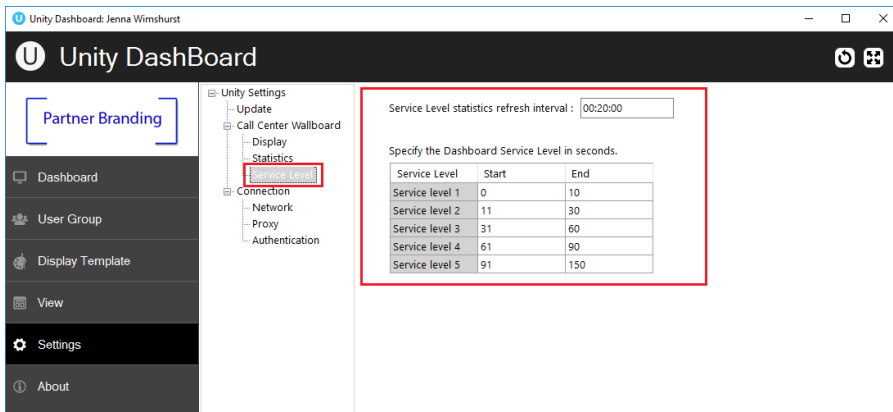 Unity Dashboard: Jenna Wimshurst
Unity DashBoard
Partner Branding
Dashboard
User Group
Display Template
View
Settings
About
Unity Settings
Update
Call Center Wallboard
Display
Statistics
Service Level
Connection
Network
Proxy
Authentication
Service Level statistics refresh interval : 00:20:00
Specify the Dashboard Service Level in seconds.
Service Level Start End
Service level 1 0 10
Service level 2 11 30
Service level 3 31 60
Service level 4 61 90
Service level 5 91 150